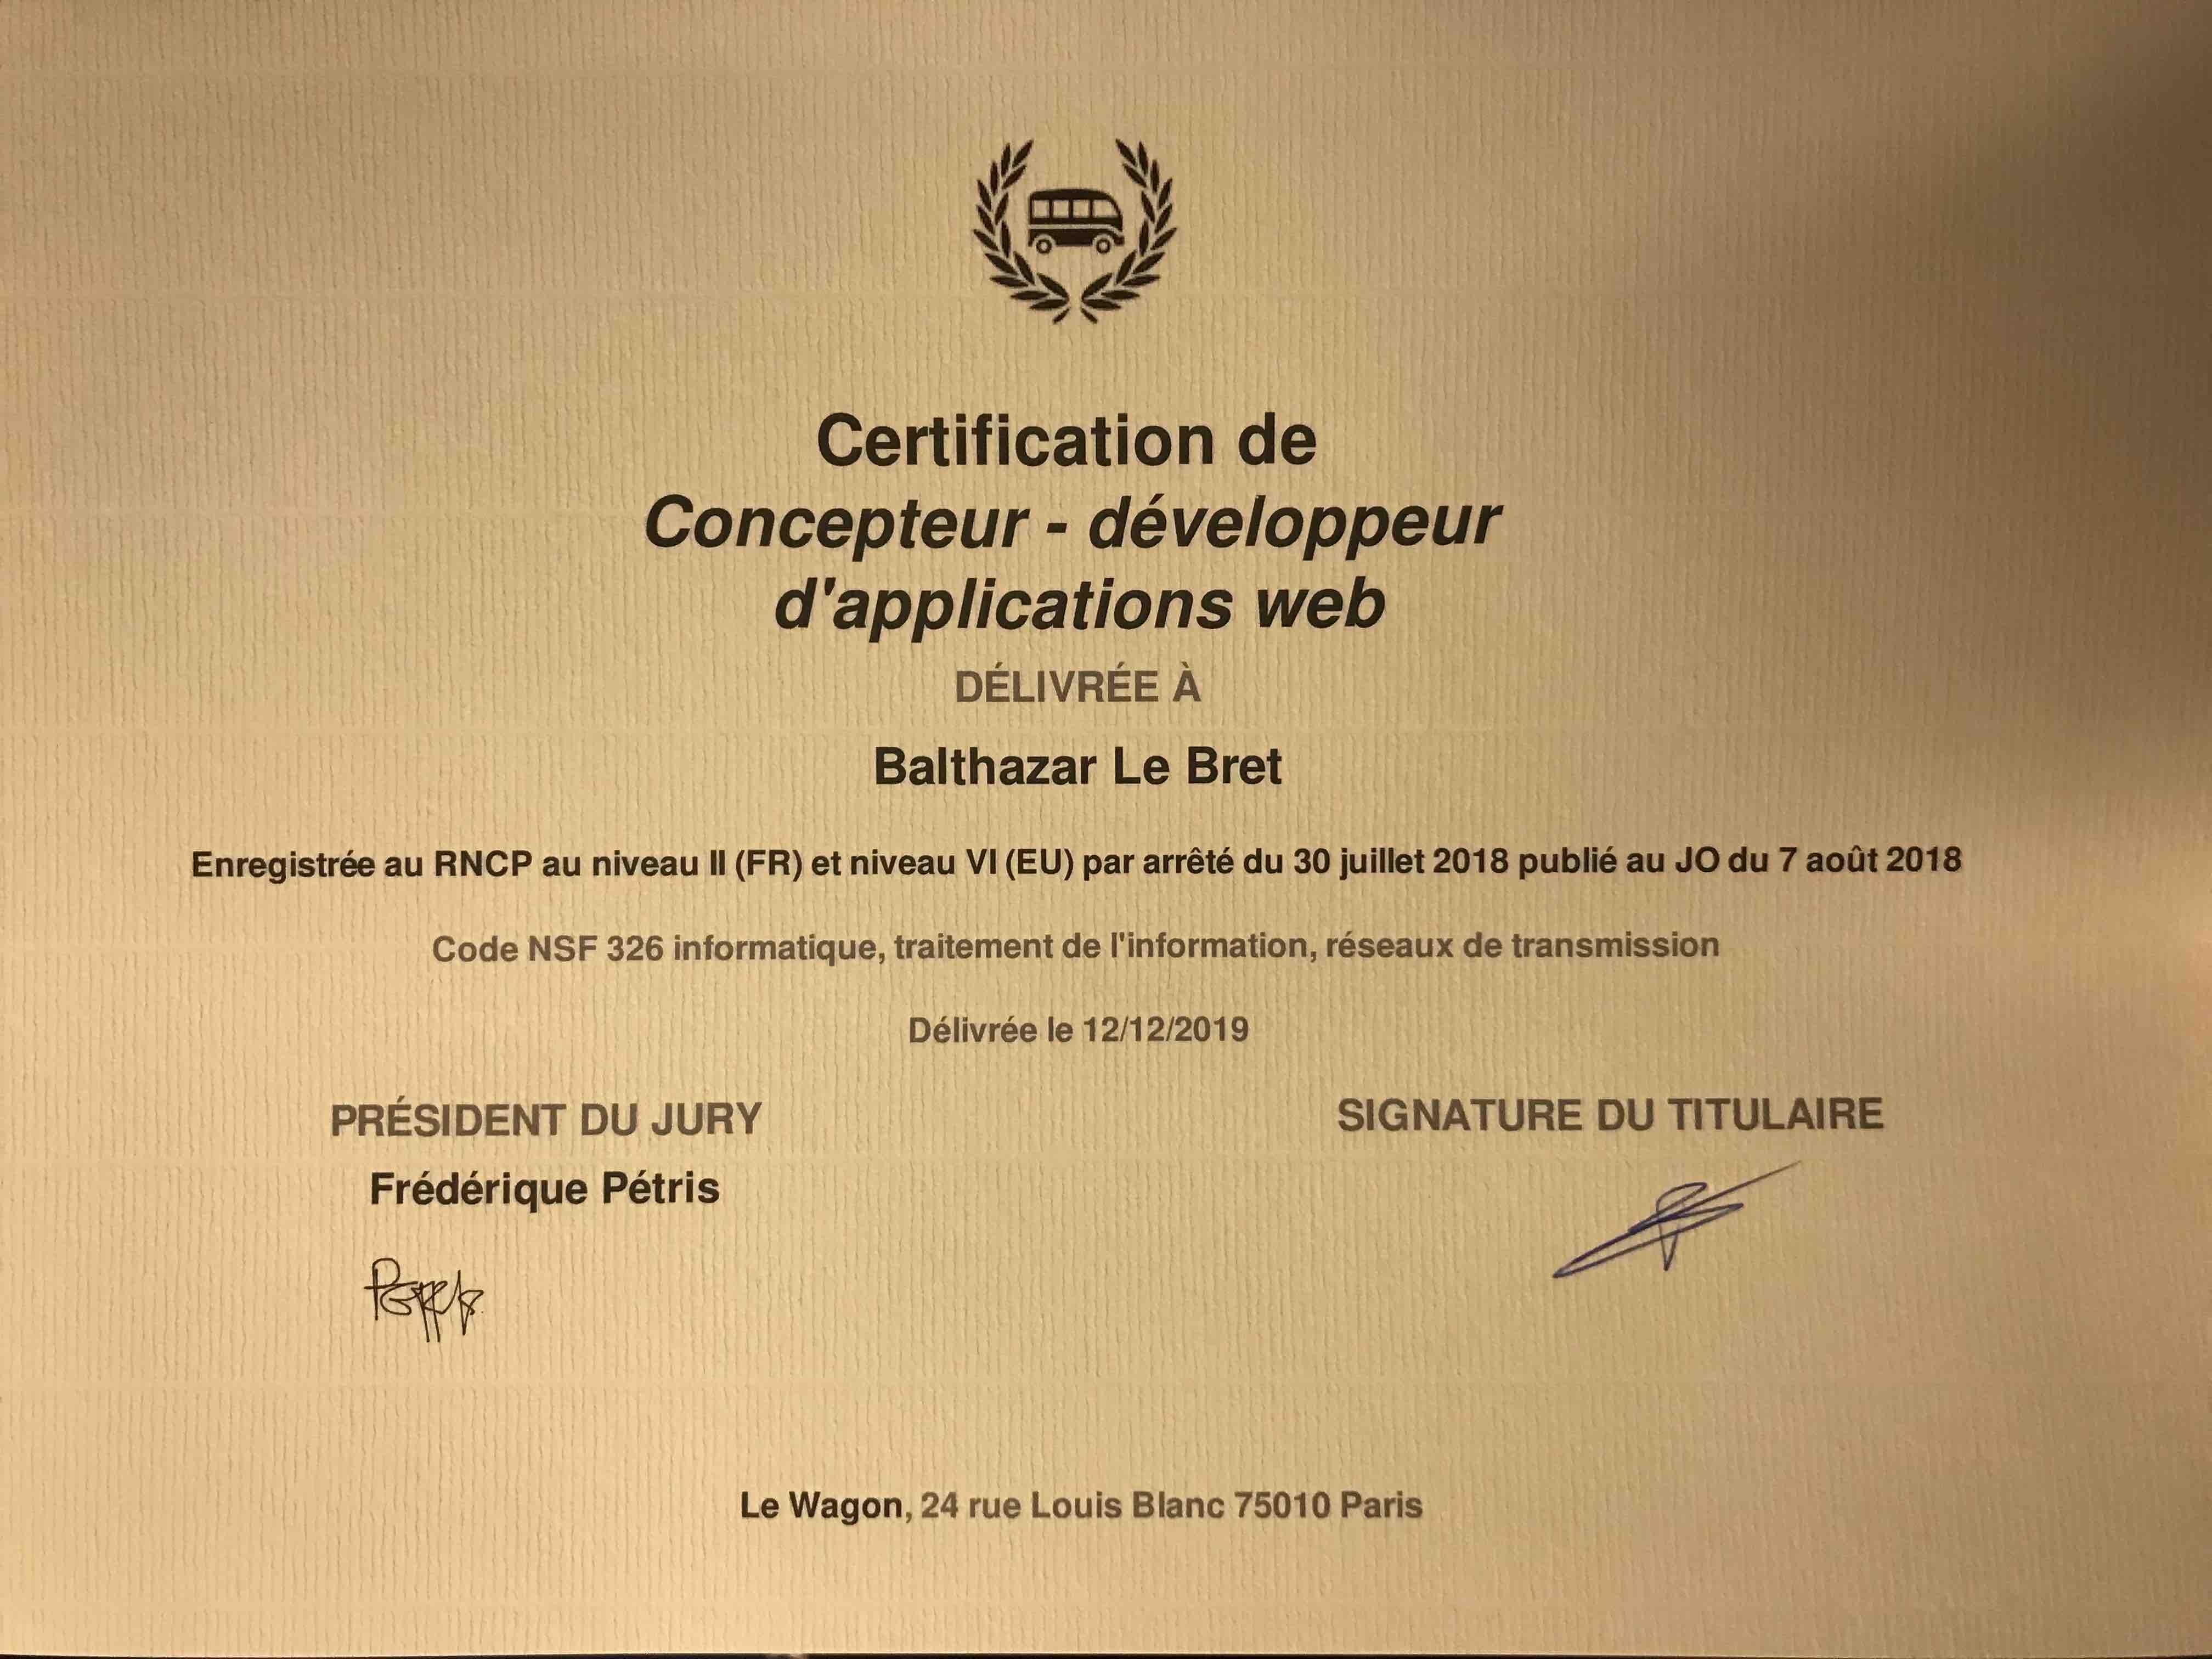 Certification de
Concepteur - développeur
d'applications web
DÉLIVRÉE À
Balthazar Le Bret
Enregistrée au RNCP au niveau II (FR) et niveau VI (EU) par arrêté du 30 juillet 2018 publié au JO du 7 août 2018
Code NSF 326 informatique, traitement de l'information, réseaux de transmission
Délivrée le 12/12/2019
PRÉSIDENT DU JURY
Frédérique Pétris
SIGNATURE DU TITULAIRE
Le Wagon, 24 rue Louis Blanc 75010 Paris